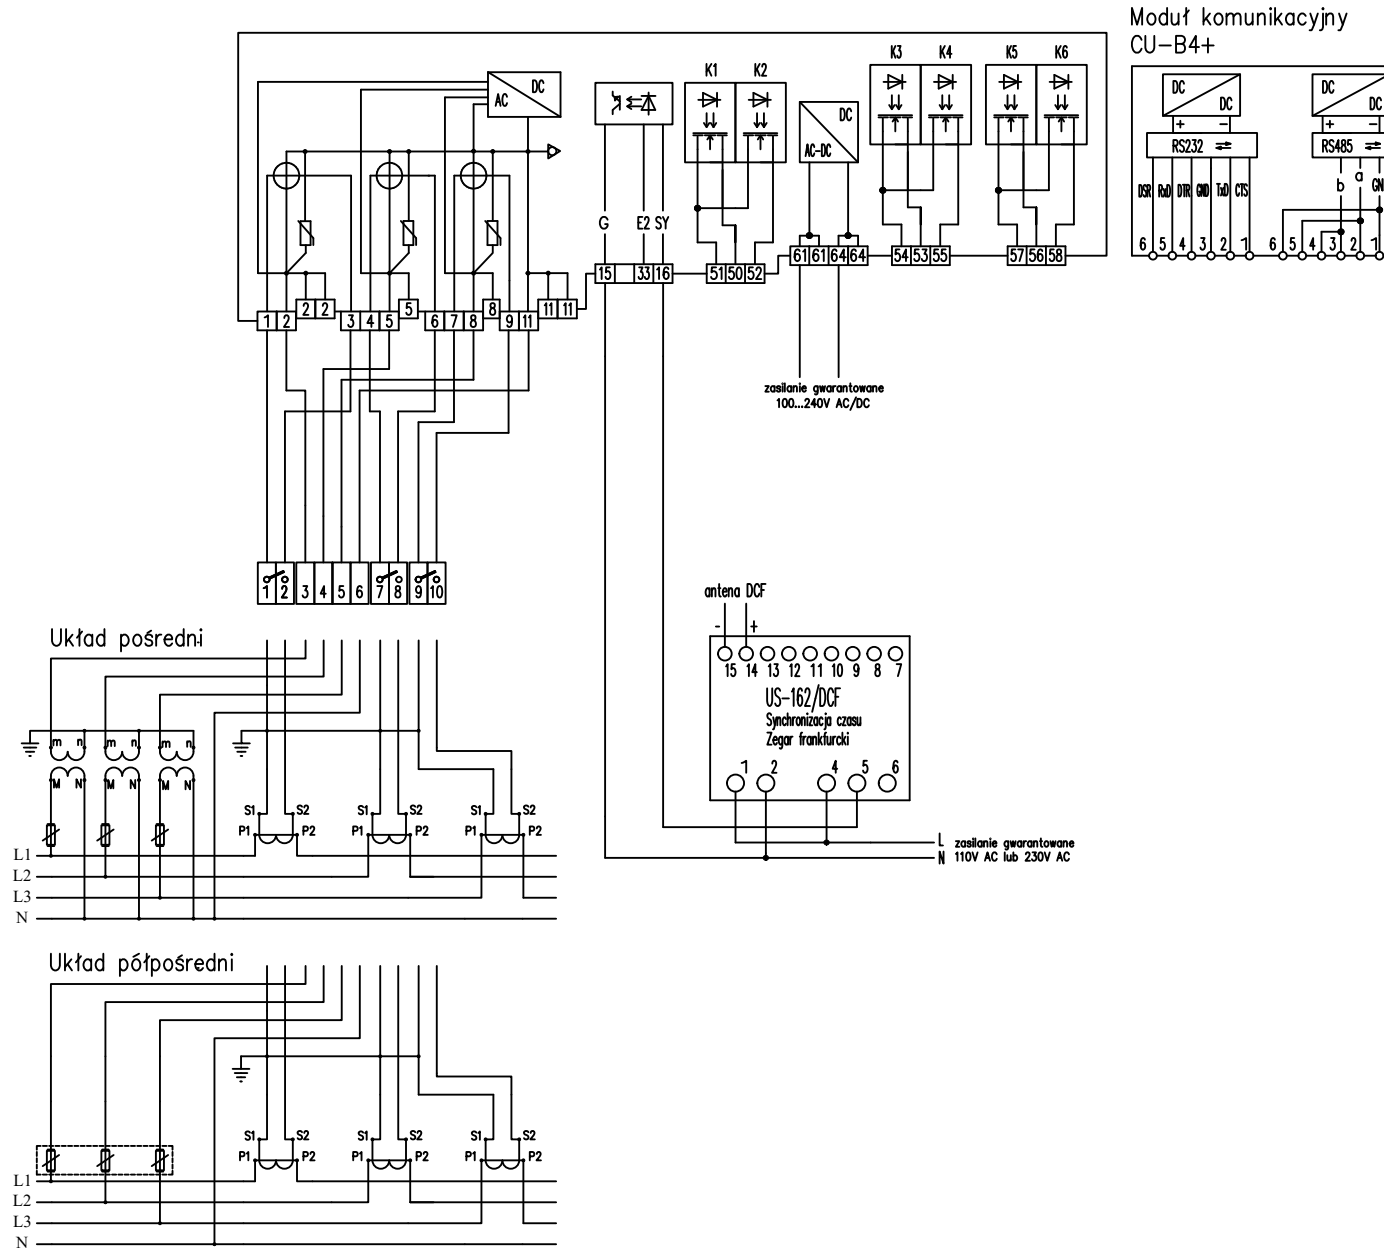 Moduł komunikacyjny
CU-B4+
K1 K2 K3 K4 K5 K6
DC
AC
DC
AC-DC
DC
DC
+ -
RS232
DSR RxD DTR GND TxD CTS
6 5 4 3 2 1
DC
DC
+ -
RS485
b a
6 5 4 3 2 1
G E2 SY
15 33 16
51 50 52
61 61 64 64
54 53 55
57 56 58
2 2 5 8 11 11
1 2 3 4 5 6 7 8 9 11
zasilanie gwarantowane
100...240V AC/DC
1 2 3 4 5 6 7 8 9 10
antena DCF
- +
15 14 13 12 11 10 9 8 7
US-162/DCF
Synchronizacja czasu
Zegar frankfurcki
1 2 4 5 6
L zasilanie gwarantowane
N 110V AC lub 230V AC
Układ pośredni
m n m n m n
M N M N M N
S1 S2 S1 S2 S1 S2
P1 P2 P1 P2 P1 P2
L1
L2
L3
N
Układ półpośredni
S1 S2 S1 S2 S1 S2
P1 P2 P1 P2 P1 P2
L1
L2
L3
N